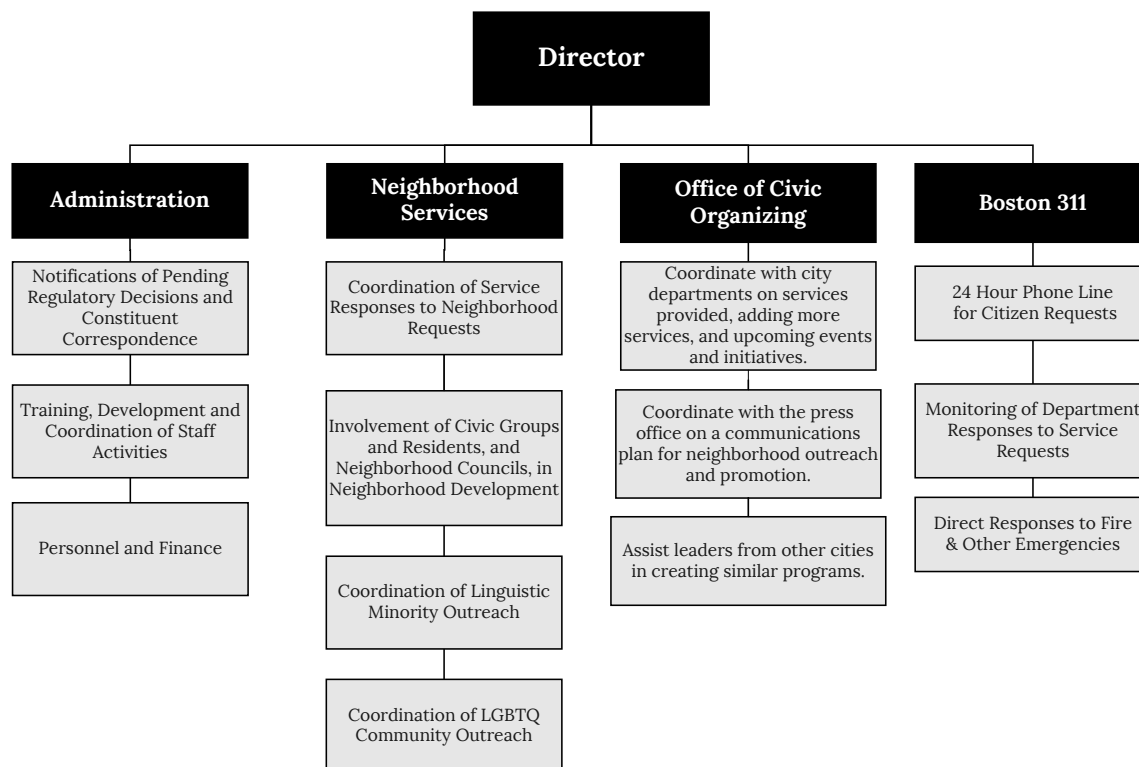 Director
Administration
Notifications of Pending
Regulatory Decisions and
Constituent
Correspondence
Training, Development and
Coordination of Staff
Activities
Personnel and Finance
Neighborhood
Services
Coordination of Service
Responses to Neighborhood
Requests
Involvement of Civic Groups
and Residents, and
Neighborhood Councils, in
Neighborhood Development
Coordination of Linguistic
Minority Outreach
Coordination of LGBTQ
Community Outreach
Office of Civic
Organizing
Coordinate with city
departments on services
provided, adding more
services, and upcoming events
and initiatives.
Coordinate with the press
office on a communications
plan for neighborhood outreach
and promotion.
Assist leaders from other cities
in creating similar programs.
Boston 311
24 Hour Phone Line
for Citizen Requests
Monitoring of Department
Responses to Service
Requests
Direct Responses to Fire
& Other Emergencies